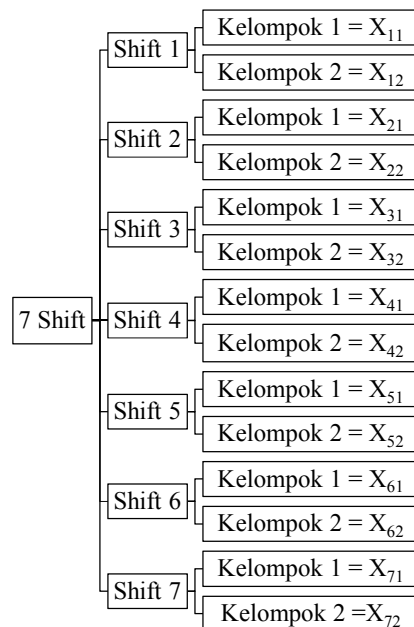 7 Shift
Shift 1
Kelompok 1 = X₁₁
Kelompok 2 = X₁₂
Shift 2
Kelompok 1 = X₂₁
Kelompok 2 = X₂₂
Shift 3
Kelompok 1 = X₃₁
Kelompok 2 = X₃₂
Shift 4
Kelompok 1 = X₄₁
Kelompok 2 = X₄₂
Shift 5
Kelompok 1 = X₅₁
Kelompok 2 = X₅₂
Shift 6
Kelompok 1 = X₆₁
Kelompok 2 = X₆₂
Shift 7
Kelompok 1 = X₇₁
Kelompok 2 =X₇₂